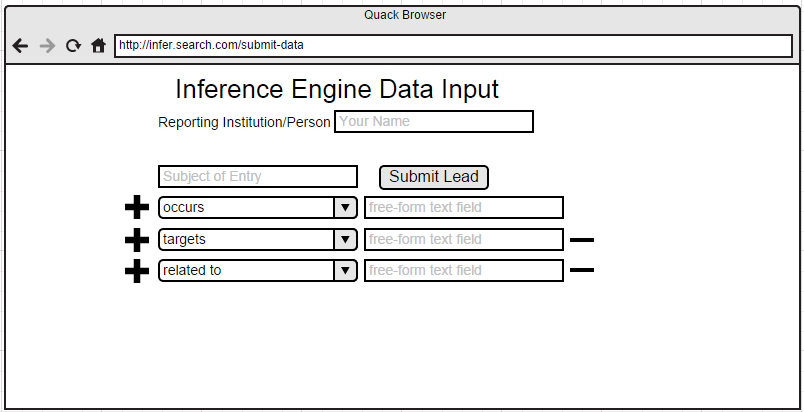 Quack Browser
http://infer.search.com/submit-data
Inference Engine Data Input
Reporting Institution/Person Your Name
Subject of Entry Submit Lead
occurs free-form text field
targets free-form text field
related to free-form text field